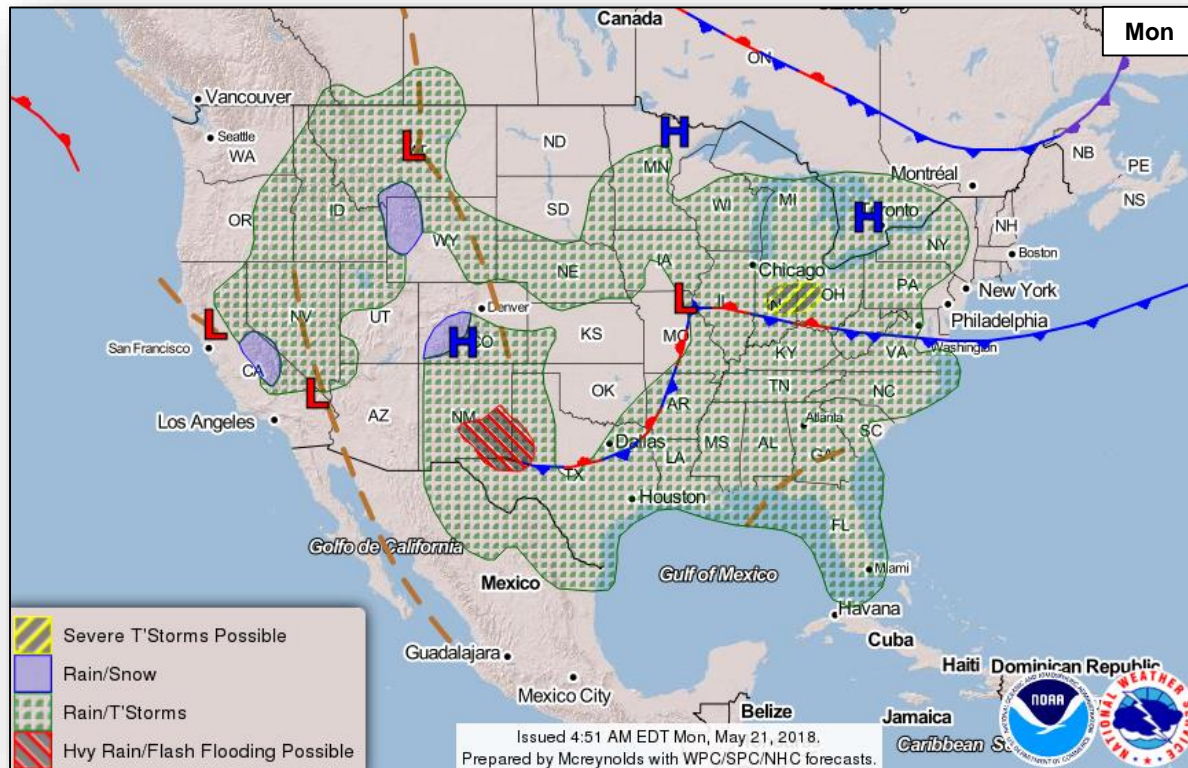 Canada
Mon
ON
Vancouver
Seattle
WA
ND
MN
Montréal
NB
PE
NS
H
L
OR
ID
SD
WI
MI
H
Toronto
NH
Boston
WY
NY
IA
Chicago
NE
PA
New York
NV
UT
Denver
L
IL
IN
OH
Philadelphia
L
San Francisco
H
CO
KS
MO
KY
VA
Washington
CA
L
AZ
NM
OK
TN
NC
Los Angeles
AR
Atlanta
SC
Dallas
MS
AL
GA
TX
LA
Houston
FL
Golfo de California
Mexico
Gulf of Mexico
Miami
Havana
Cuba
Guadalajara
Haiti
Dominican Republic
Mexico City
Belize
Jamaica
Severe T'Storms Possible
Rain/Snow
Rain/T'Storms
Hvy Rain/Flash Flooding Possible
Issued 4:51 AM EDT Mon, May 21, 2018.
Prepared by Mcreynolds with WPC/SPC/NHC forecasts.
Caribbean
NOAA
NATIONAL WEATHER SERVICE